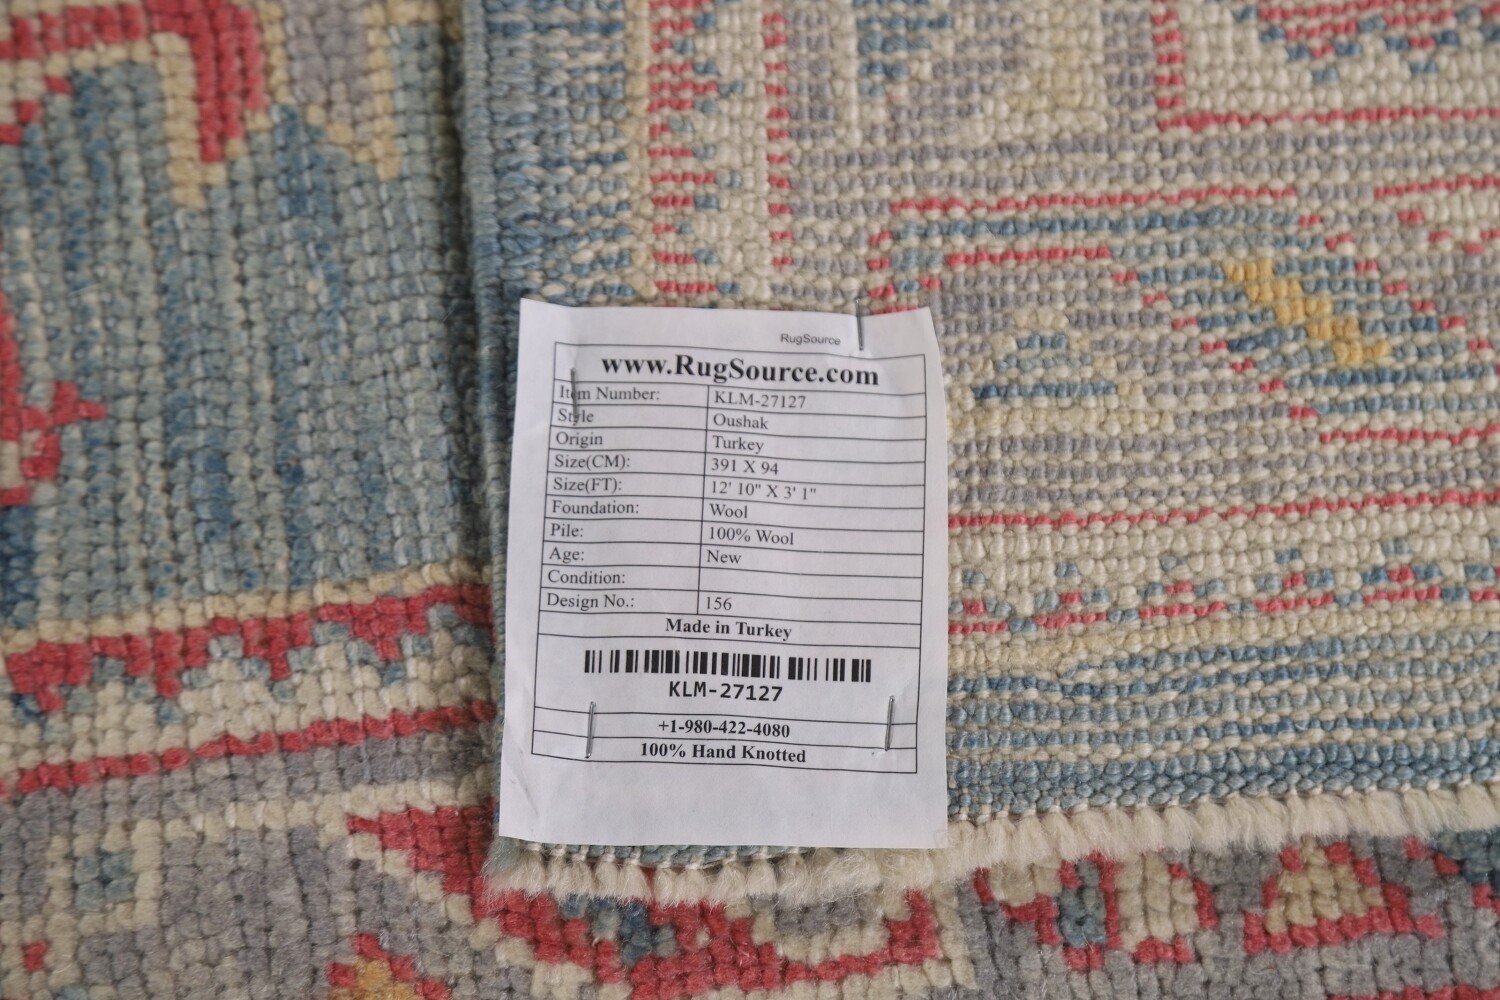 RugSource
www.RugSource.com
Item Number: KLM-27127
Style Oushak
Origin Turkey
Size(CM): 391 X 94
Size(FT): 12' 10" X 3' 1"
Foundation: Wool
Pile: 100% Wool
Age: New
Condition:
Design No.: 156
Made in Turkey
KLM-27127
+1-980-422-4080
100% Hand Knotted